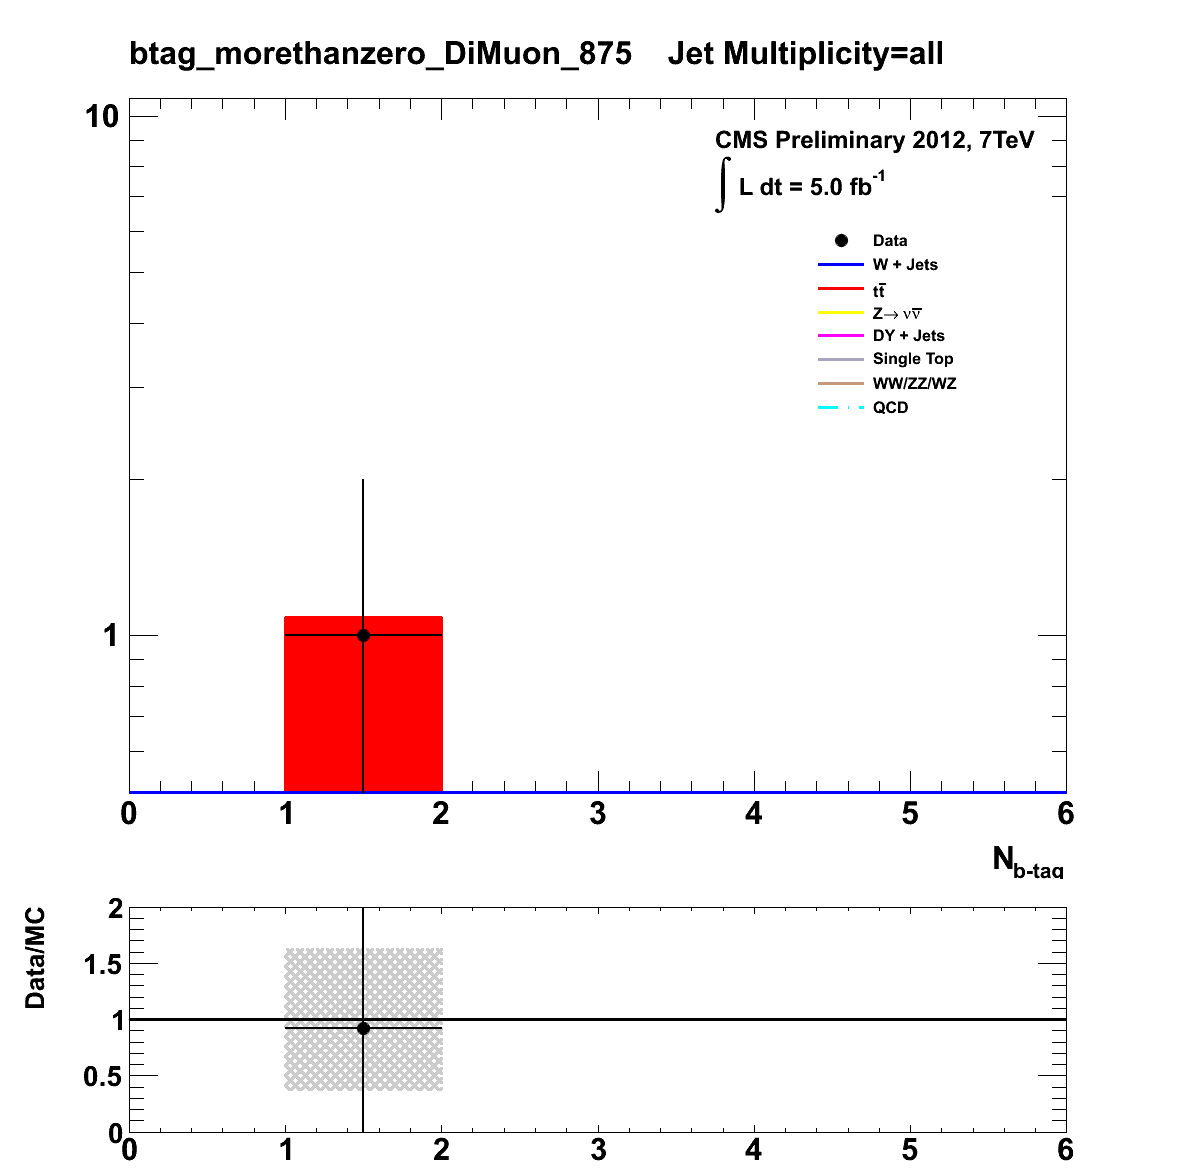 btag_morethanzero_DiMuon_875 Jet Multiplicity=all
10
CMS Preliminary 2012, 7TeV
∫ L dt = 5.0 fb⁻¹
Data
W + Jets
tt̅
Z→ νν̅
DY + Jets
Single Top
WW/ZZ/WZ
QCD
1
0 1 2 3 4 5 6
N_b-tag
Data/MC
2
1.5
1
0.5
0
0 1 2 3 4 5 6